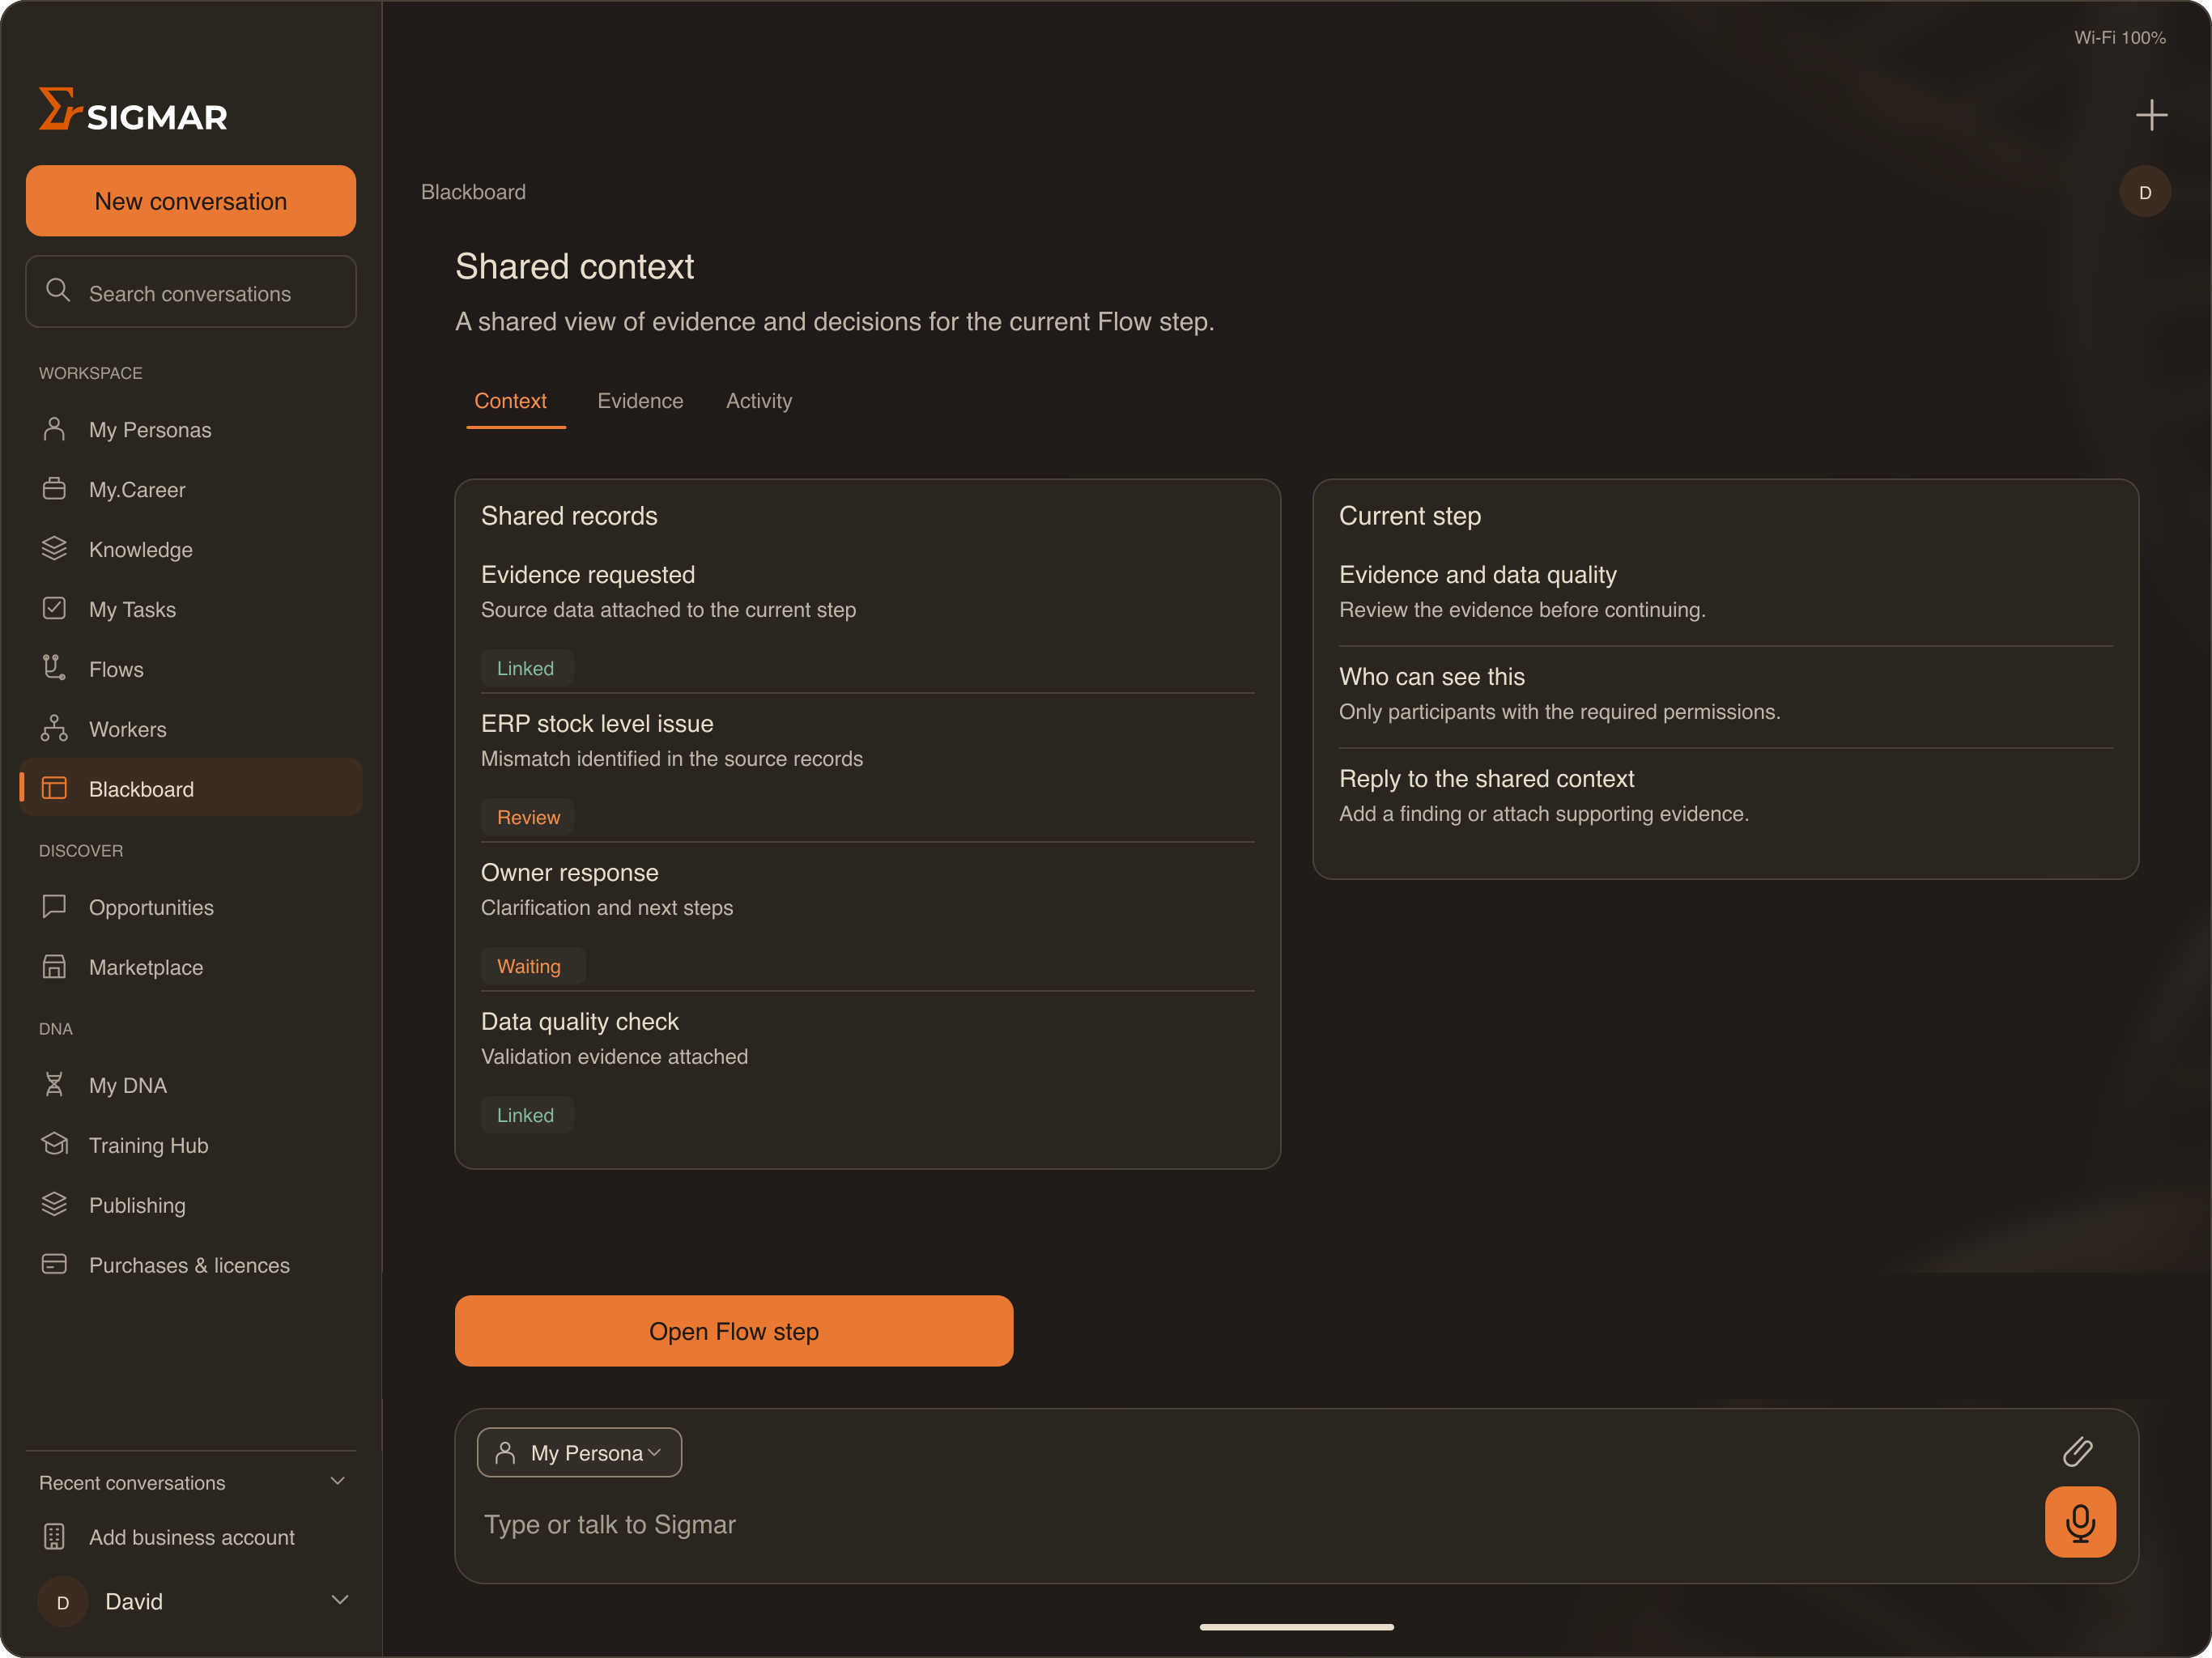 Wi-Fi 100%
Σr SIGMAR
New conversation
Search conversations
WORKSPACE
My Personas
My.Career
Knowledge
My Tasks
Flows
Workers
Blackboard
DISCOVER
Opportunities
Marketplace
DNA
My DNA
Training Hub
Publishing
Purchases & licences
Recent conversations
Add business account
D
David
Blackboard
D
Shared context
A shared view of evidence and decisions for the current Flow step.
Context
Evidence
Activity
Shared records
Evidence requested
Source data attached to the current step
Linked
ERP stock level issue
Mismatch identified in the source records
Review
Owner response
Clarification and next steps
Waiting
Data quality check
Validation evidence attached
Linked
Current step
Evidence and data quality
Review the evidence before continuing.
Who can see this
Only participants with the required permissions.
Reply to the shared context
Add a finding or attach supporting evidence.
Open Flow step
My Persona
Type or talk to Sigmar